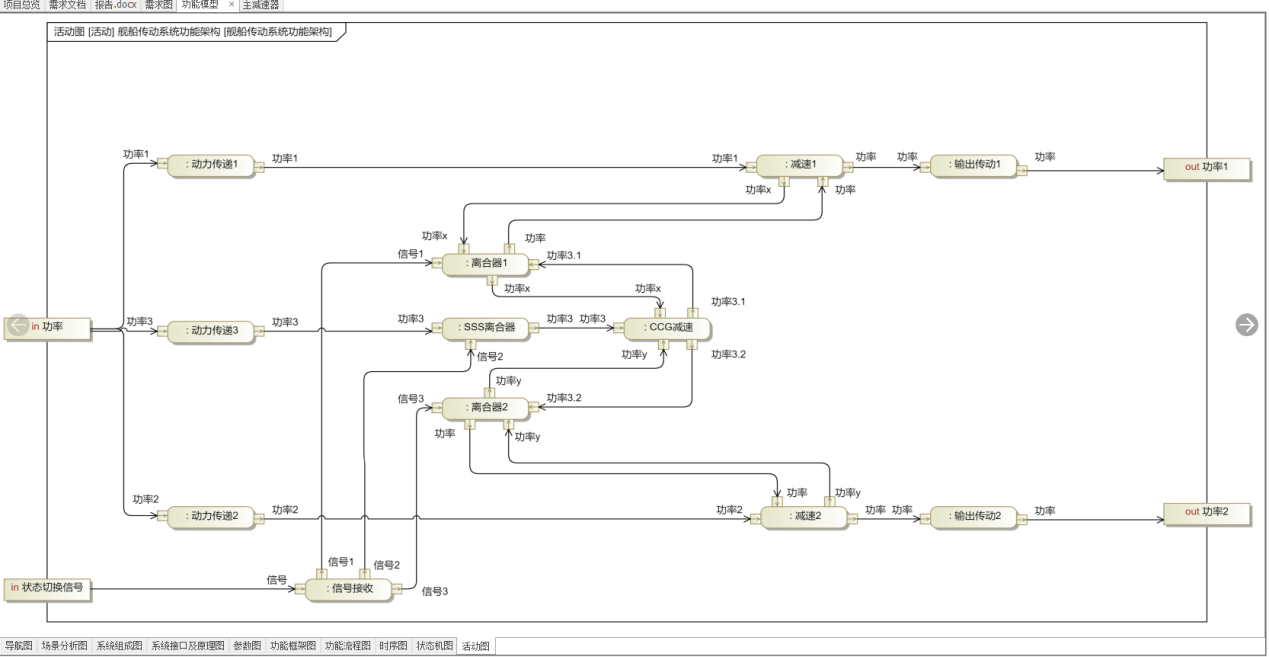 项目总览 需求文档 报告.docx 需求图 功能模型 × 主减速器
活动图 [活动] 舰船传动系统功能架构 [舰船传动系统功能架构]
功率1 : 动力传递1 功率1 功率1 : 减速1 功率 功率 : 输出传动1 功率 out 功率1
功率x 功率
功率x 功率
信号1 : 离合器1 功率3.1
功率x 功率x
功率3.1
in 功率 功率3 : 动力传递3 功率3 功率3 : SSS离合器 功率3 功率3 : CCG减速
信号2 功率y 功率3.2
功率y
信号3 : 离合器2 功率3.2
功率 功率y
功率2 功率 功率y
: 动力传递2 功率2 功率2 : 减速2 功率 功率 : 输出传动2 功率 out 功率2
信号1 信号2
in 状态切换信号 信号 : 信号接收 信号3
导航图 场景分析图 系统组成图 系统接口及原理图 参数图 功能框架图 功能流程图 时序图 状态机图 活动图